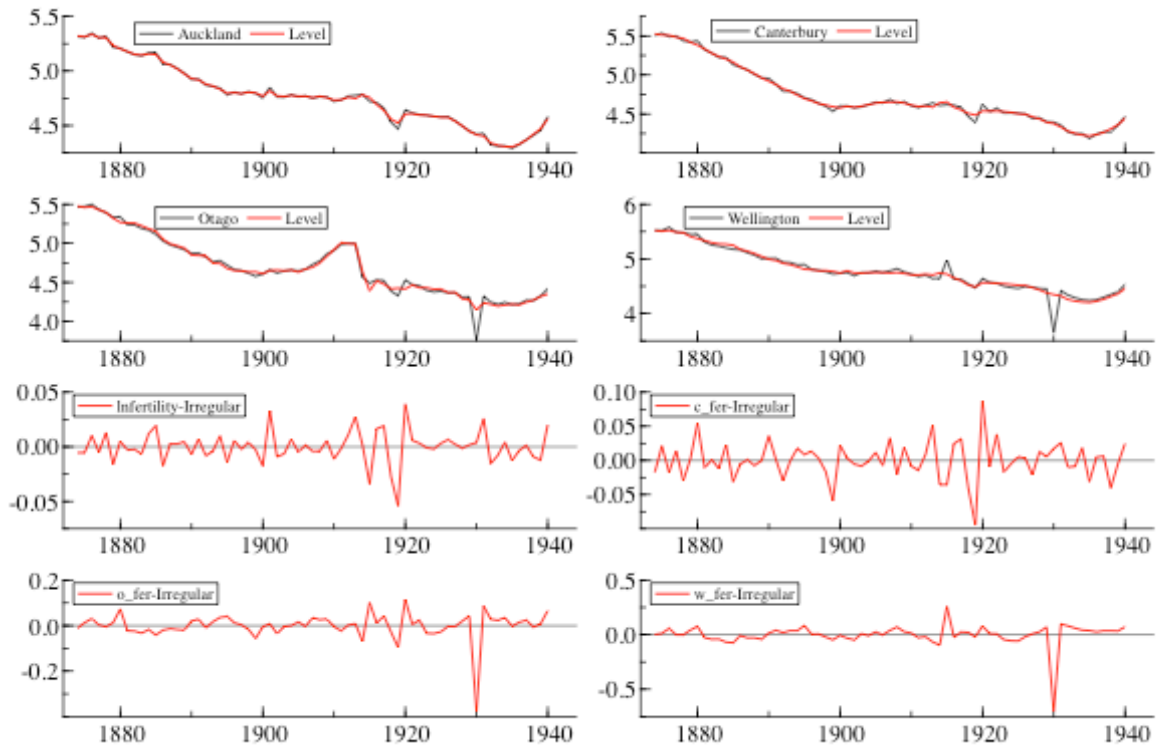 5.5
5.0
4.5
Auckland Level
1880 1900 1920 1940
5.5
5.0
4.5
4.0
Canterbury Level
1880 1900 1920 1940
5.5
5.0
4.5
4.0
Otago Level
1880 1900 1920 1940
6
5
4
Wellington Level
1880 1900 1920 1940
0.05
0.00
-0.05
lnfertility-Irregular
1880 1900 1920 1940
0.10
0.05
0.00
-0.05
c_fer-Irregular
1880 1900 1920 1940
0.2
0.0
-0.2
o_fer-Irregular
1880 1900 1920 1940
0.5
0.0
-0.5
w_fer-Irregular
1880 1900 1920 1940